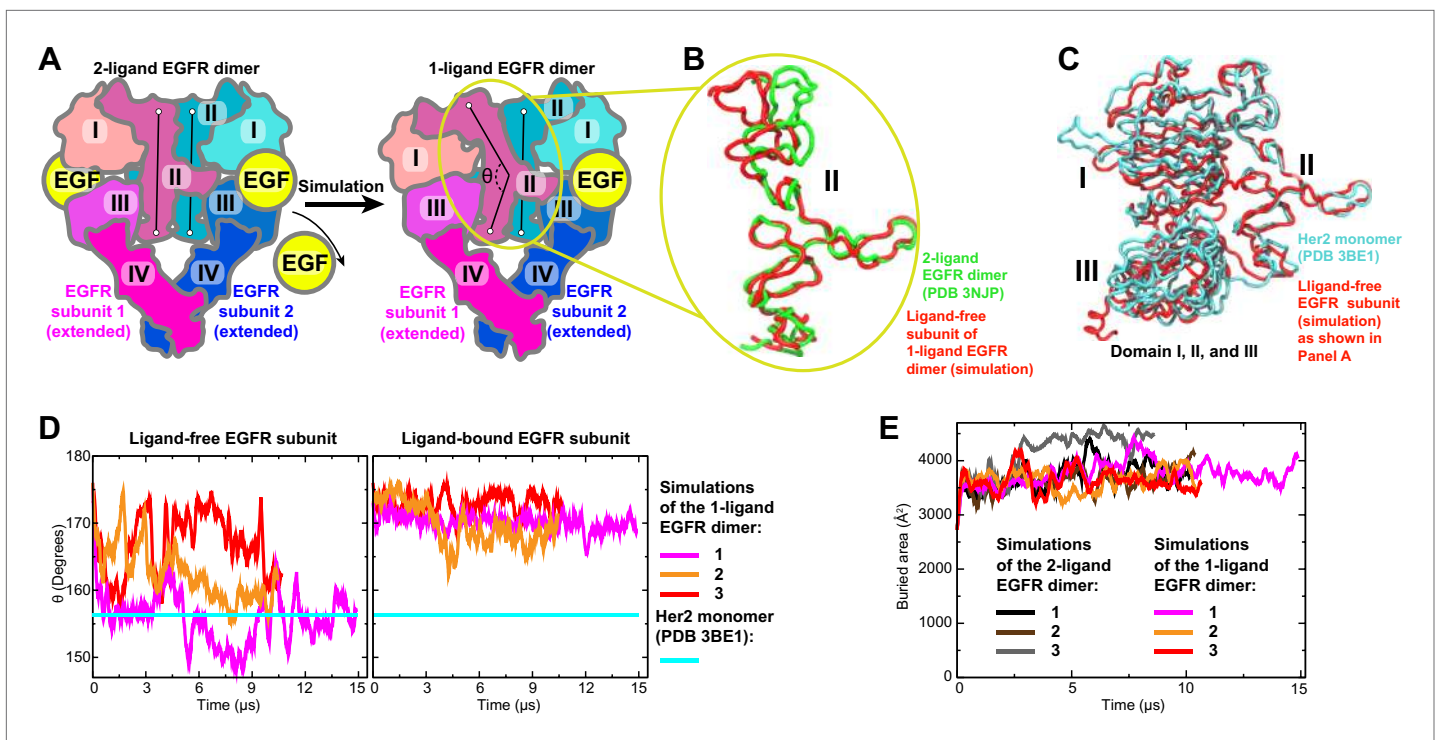 A
2-ligand EGFR dimer
I
II
I
EGF
EGF
II
III
III
IV
IV
EGFR
subunit 1
(extended)
EGFR
subunit 2
(extended)
Simulation
EGF
1-ligand EGFR dimer
I
II
I
θ
EGF
II
III
III
IV
IV
EGFR
subunit 1
(extended)
EGFR
subunit 2
(extended)
B
II
2-ligand
EGFR dimer
(PDB 3NJP)
Ligand-free
subunit of
1-ligand EGFR
dimer (simulation)
C
I
II
III
Her2 monomer
(PDB 3BE1)
Lligand-free
EGFR subunit
(simulation)
as shown in
Panel A
Domain I, II, and III
D
Ligand-free EGFR subunit
Ligand-bound EGFR subunit
180
170
160
150
θ (Degrees)
0 3 6 9 12 15
Time (µs)
0 3 6 9 12 15
Time (µs)
Simulations
of the 1-ligand
EGFR dimer:
1
2
3
Her2 monomer
(PDB 3BE1):
E
4000
3000
2000
1000
0
Buried area (Å²)
Simulations
of the 2-ligand
EGFR dimer:
1
2
3
Simulations
of the 1-ligand
EGFR dimer:
1
2
3
0 5 10 15
Time (µs)